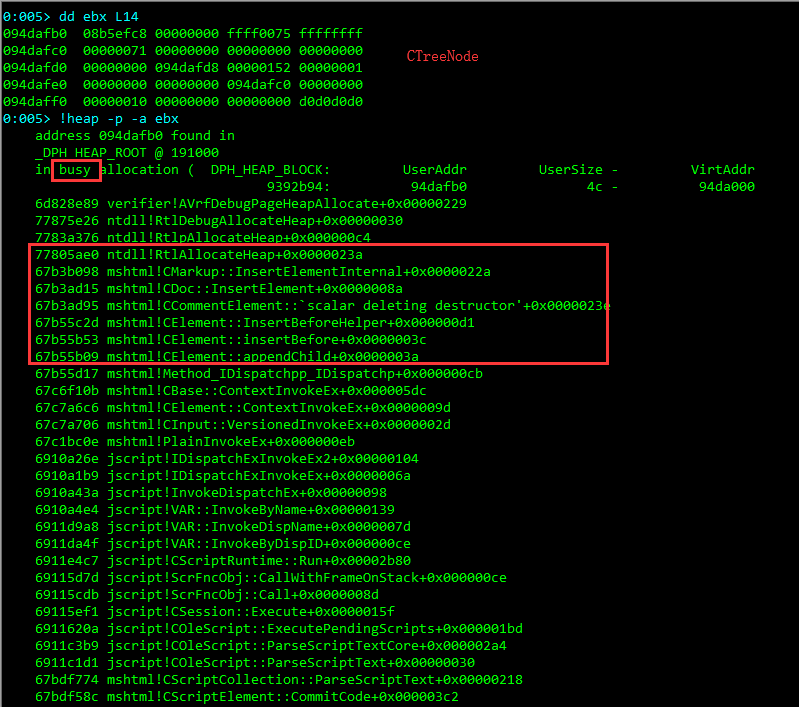 0:005> dd ebx L14
094dafb0  08b5efc8 00000000 ffff0075 ffffffff
094dafc0  00000071 00000000 00000000 00000000
CTreeNode
094dafd0  00000000 094dafd8 00000152 00000001
094dafe0  00000000 00000000 094dafc0 00000000
094daff0  00000010 00000000 00000000 d0d0d0d0
0:005> !heap -p -a ebx
address 094dafb0 found in
_DPH_HEAP_ROOT @ 191000
in busy allocation (  DPH_HEAP_BLOCK:         UserAddr         UserSize -         VirtAddr
9392b94:          94dafb0               4c -          94da000
6d828e89 verifier!AVrfDebugPageHeapAllocate+0x00000229
77875e26 ntdll!RtlDebugAllocateHeap+0x00000030
7783a376 ntdll!RtlpAllocateHeap+0x000000c4
77805ae0 ntdll!RtlAllocateHeap+0x0000023a
67b3b098 mshtml!CMarkup::InsertElementInternal+0x0000022a
67b3ad15 mshtml!CDoc::InsertElement+0x0000008a
67b3ad95 mshtml!CCommentElement::`scalar deleting destructor'+0x0000023e
67b55c2d mshtml!CElement::InsertBeforeHelper+0x000000d1
67b55b53 mshtml!CElement::insertBefore+0x0000003c
67b55b09 mshtml!CElement::appendChild+0x0000003a
67b55d17 mshtml!Method_IDispatchpp_IDispatchp+0x000000cb
67c6f10b mshtml!CBase::ContextInvokeEx+0x000005dc
67c7a6c6 mshtml!CElement::ContextInvokeEx+0x0000009d
67c7a706 mshtml!CInput::VersionedInvokeEx+0x0000002d
67c1bc0e mshtml!PlainInvokeEx+0x000000eb
6910a26e jscript!IDispatchExInvokeEx2+0x00000104
6910a1b9 jscript!IDispatchExInvokeEx+0x0000006a
6910a43a jscript!InvokeDispatchEx+0x00000098
6910a4e4 jscript!VAR::InvokeByName+0x00000139
6911d9a8 jscript!VAR::InvokeDispName+0x0000007d
6911da4f jscript!VAR::InvokeByDispID+0x000000ce
6911e4c7 jscript!CScriptRuntime::Run+0x00002b80
69115d7d jscript!ScrFncObj::CallWithFrameOnStack+0x000000ce
69115cdb jscript!ScrFncObj::Call+0x0000008d
69115ef1 jscript!CSession::Execute+0x0000015f
6911620a jscript!COleScript::ExecutePendingScripts+0x000001bd
6911c3b9 jscript!COleScript::ParseScriptTextCore+0x000002a4
6911c1d1 jscript!COleScript::ParseScriptText+0x00000030
67bdf774 mshtml!CScriptCollection::ParseScriptText+0x00000218
67bdf58c mshtml!CScriptElement::CommitCode+0x000003c2